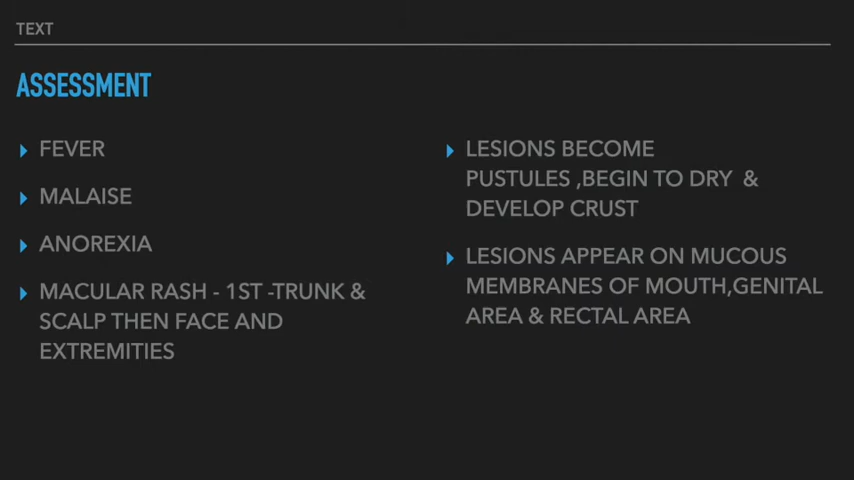 TEXT
ASSESSMENT
FEVER
MALAISE
ANOREXIA
MACULAR RASH - 1ST -TRUNK &
SCALP THEN FACE AND
EXTREMITIES
LESIONS BECOME
PUSTULES ,BEGIN TO DRY &
DEVELOP CRUST
LESIONS APPEAR ON MUCOUS
MEMBRANES OF MOUTH,GENITAL
AREA & RECTAL AREA